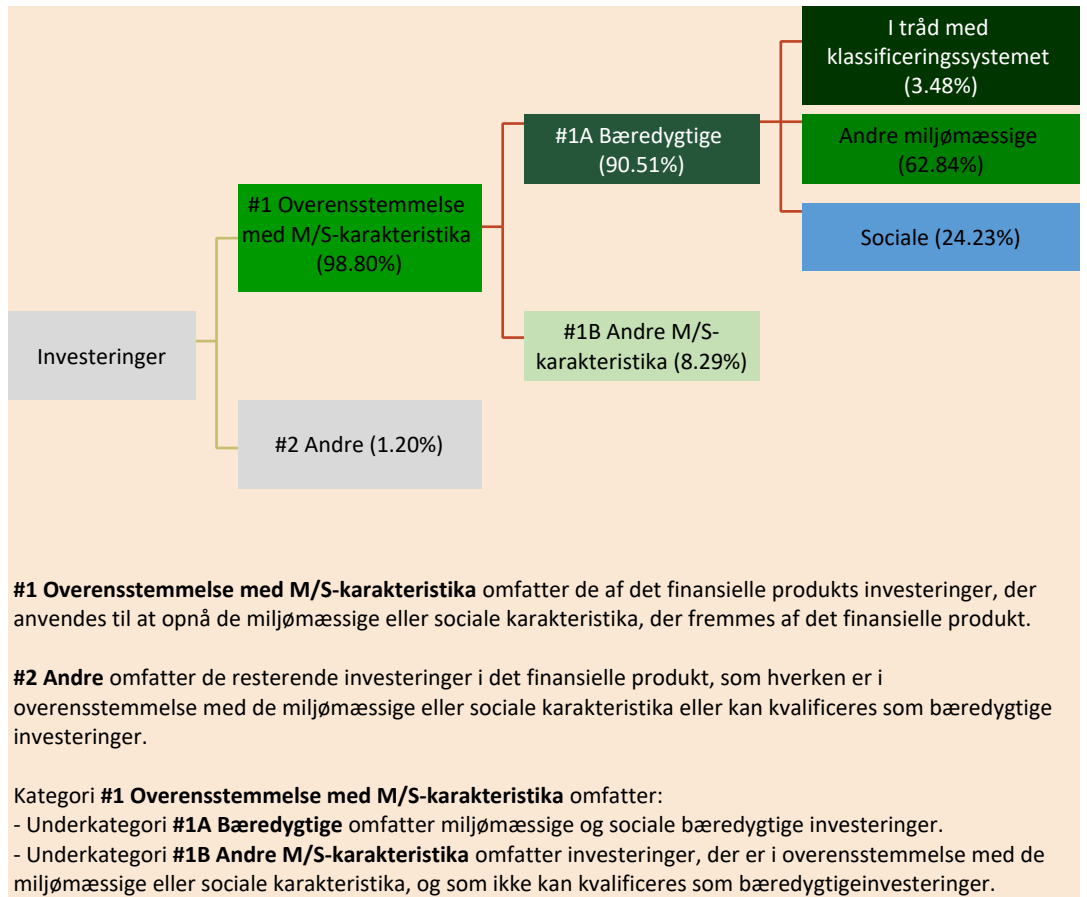 I tråd med
klassificeringssystemet
(3.48%)
#1A Bæredygtige
(90.51%)
Andre miljømæssige
(62.84%)
#1 Overensstemmelse
med M/S-karakteristika
(98.80%)
Sociale (24.23%)
#1B Andre M/S-
karakteristika (8.29%)
Investeringer
#2 Andre (1.20%)
#1 Overensstemmelse med M/S-karakteristika omfatter de af det finansielle produkts investeringer, der
anvendes til at opnå de miljømæssige eller sociale karakteristika, der fremmes af det finansielle produkt.
#2 Andre omfatter de resterende investeringer i det finansielle produkt, som hverken er i
overensstemmelse med de miljømæssige eller sociale karakteristika eller kan kvalificeres som bæredygtige
investeringer.
Kategori #1 Overensstemmelse med M/S-karakteristika omfatter:
- Underkategori #1A Bæredygtige omfatter miljømæssige og sociale bæredygtige investeringer.
- Underkategori #1B Andre M/S-karakteristika omfatter investeringer, der er i overensstemmelse med de
miljømæssige eller sociale karakteristika, og som ikke kan kvalificeres som bæredygtigeinvesteringer.